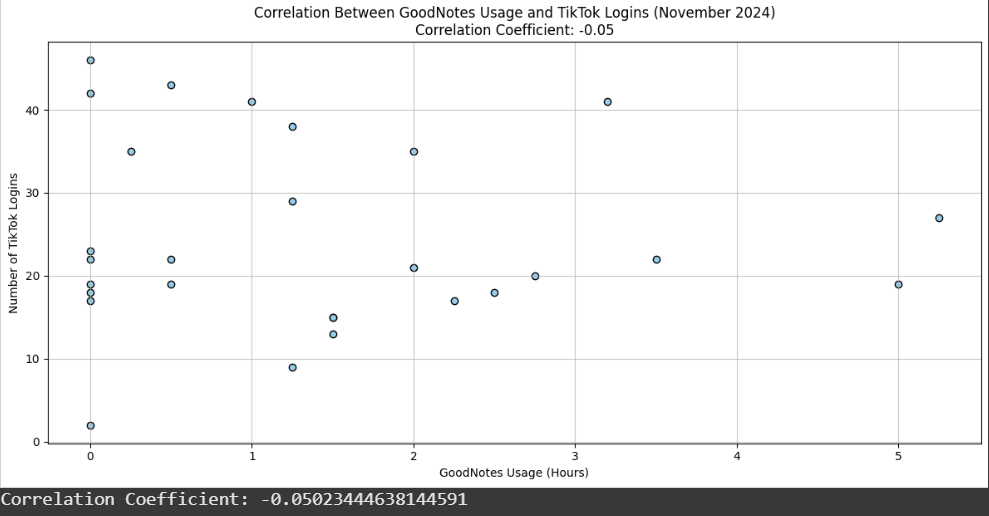 Correlation Between GoodNotes Usage and TikTok Logins (November 2024)
Correlation Coefficient: -0.05
Number of TikTok Logins
40
30
20
10
0
0 1 2 3 4 5
GoodNotes Usage (Hours)
Correlation Coefficient: -0.05023444638144591